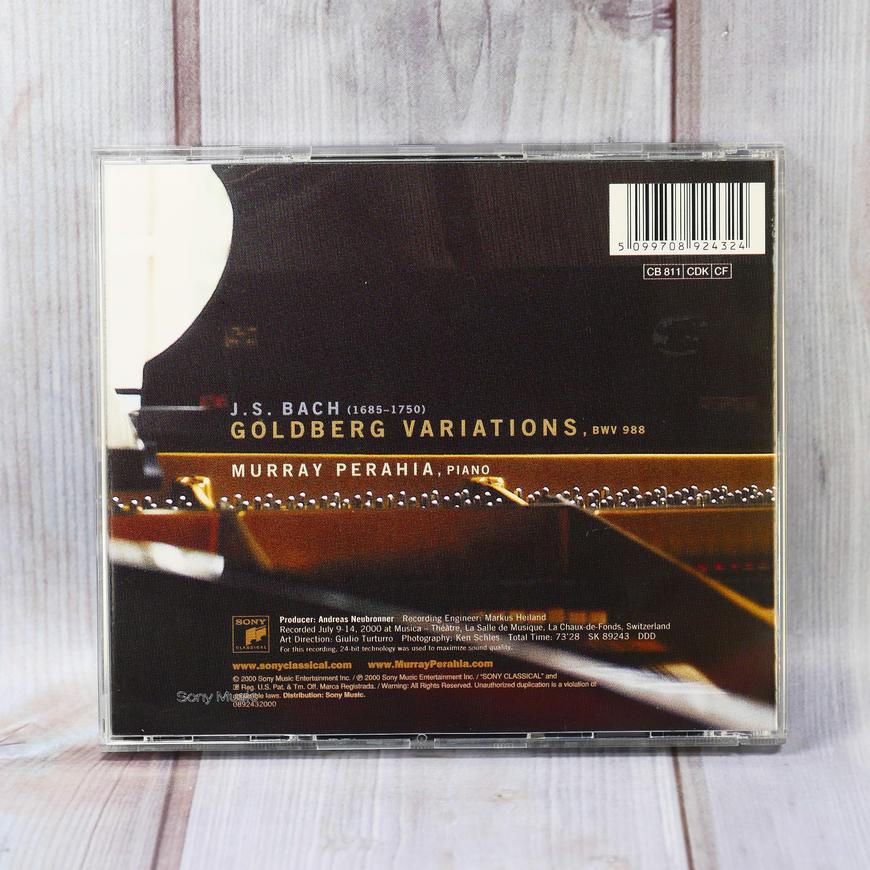 5 099708 924324
CB 811 CDK CF
J.S. BACH (1685–1750)
GOLDBERG VARIATIONS, BWV 988
MURRAY PERAHIA, PIANO
SONY
CLASSICAL
Producer: Andreas Neubronner Recording Engineer: Markus Heiland
Recorded July 9-14, 2000 at Musica – Théâtre, La Salle de Musique, La Chaux-de-Fonds, Switzerland
Art Direction: Giulio Turturro Photography: Ken Schles Total Time: 73'28 SK 89243 DDD
For this recording, 24-bit technology was used to maximize sound quality.
www.sonyclassical.com www.MurrayPerahia.com
© 2000 Sony Music Entertainment Inc. / ℗ 2000 Sony Music Entertainment Inc. / "SONY CLASSICAL" and
Reg. U.S. Pat. & Tm. Off. Marca Registrada. / Warning: All Rights Reserved. Unauthorized duplication is a violation of
laws. Distribution: Sony Music.
Sony
0892432000